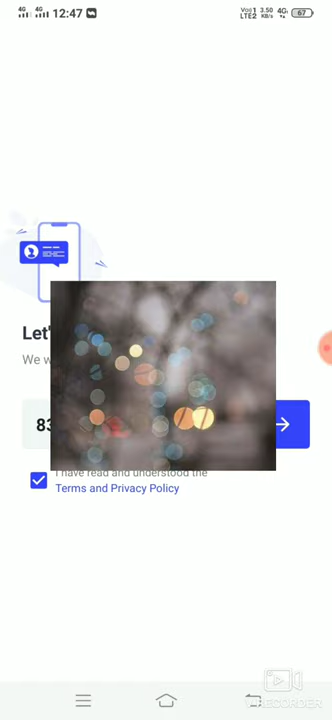 4G 4G 12:47 Vo 1 LTE2 3.50 KB/s 4G 67
Let'
We w
83
I have read and understood the
Terms and Privacy Policy
RECORDER